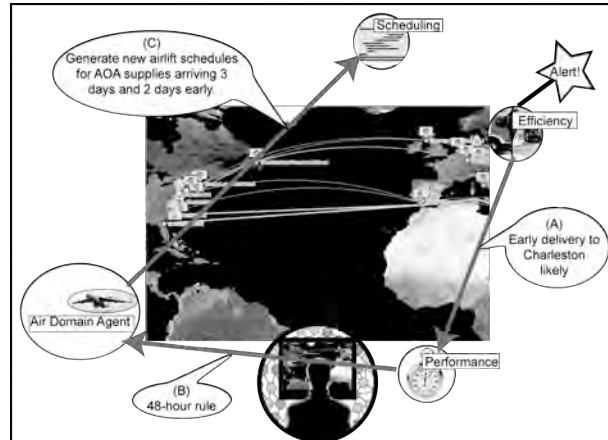 (C)
Generate new airlift schedules
for AOA supplies arriving 3
days and 2 days early.
Scheduling
Alert!
Efficiency
(A)
Early delivery to
Charleston
likely
Air Domain Agent
Performance
(B)
48-hour rule